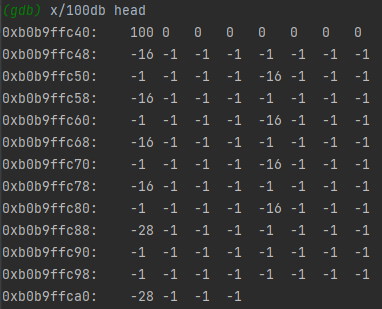 (gdb) x/100db head
0xb0b9ffc40: 100 0 0 0 0 0 0 0
0xb0b9ffc48: -16 -1 -1 -1 -1 -1 -1 -1
0xb0b9ffc50: -1 -1 -1 -1 -16 -1 -1 -1
0xb0b9ffc58: -16 -1 -1 -1 -1 -1 -1 -1
0xb0b9ffc60: -1 -1 -1 -1 -16 -1 -1 -1
0xb0b9ffc68: -16 -1 -1 -1 -1 -1 -1 -1
0xb0b9ffc70: -1 -1 -1 -1 -16 -1 -1 -1
0xb0b9ffc78: -16 -1 -1 -1 -1 -1 -1 -1
0xb0b9ffc80: -1 -1 -1 -1 -16 -1 -1 -1
0xb0b9ffc88: -28 -1 -1 -1 -1 -1 -1 -1
0xb0b9ffc90: -1 -1 -1 -1 -1 -1 -1 -1
0xb0b9ffc98: -1 -1 -1 -1 -1 -1 -1 -1
0xb0b9ffca0: -28 -1 -1 -1